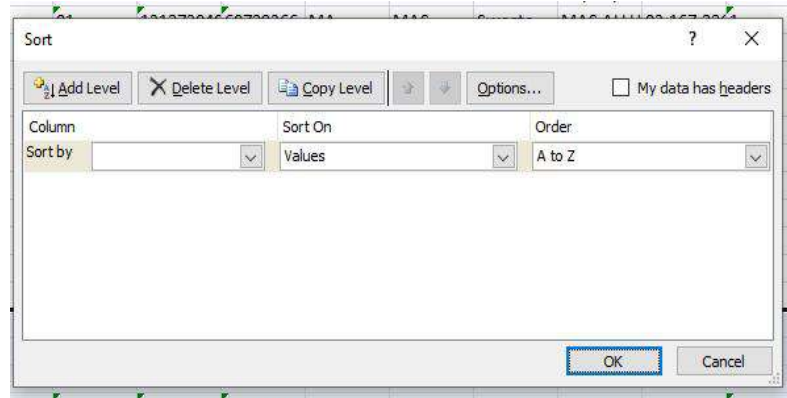 Sort ?
Add Level Delete Level Copy Level Options... My data has headers
Column Sort On Order
Sort by Values A to Z
OK Cancel